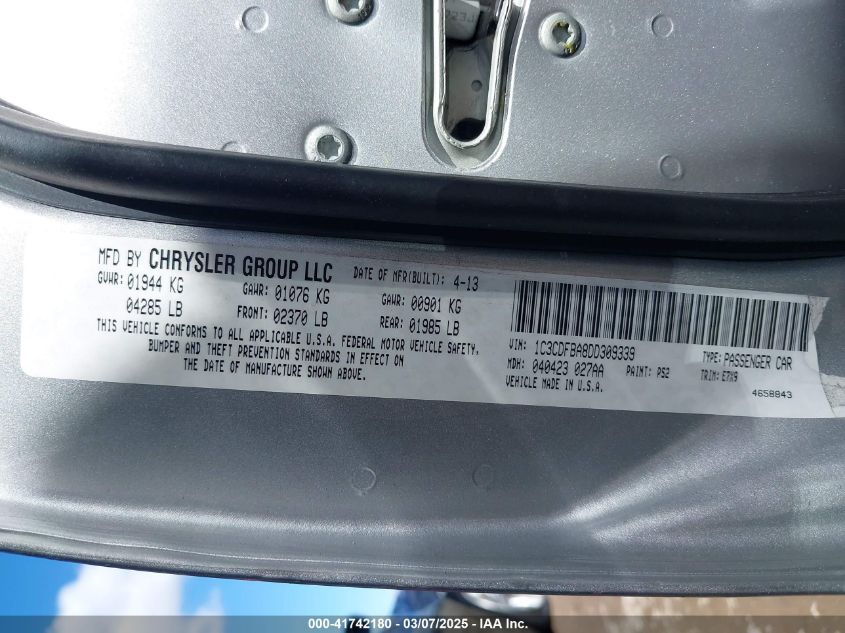 MFD BY CHRYSLER GROUP LLC DATE OF MFR(BUILT): 4-13
GVWR: 01944 KG GAWR: 01076 KG GAWR: 00901 KG
04285 LB FRONT: 02370 LB REAR: 01985 LB
THIS VEHICLE CONFORMS TO ALL APPLICABLE U.S.A. FEDERAL MOTOR VEHICLE SAFETY,
BUMPER AND THEFT PREVENTION STANDARDS IN EFFECT ON
THE DATE OF MANUFACTURE SHOWN ABOVE.
VIN: 1C3CDFBA8DD309339 TYPE: PASSENGER CAR
MDH: 040423 027AA PAINT: PS2 TRIM: E7X9
VEHICLE MADE IN U.S.A.
4658843
000-41742180 - 03/07/2025 - IAA Inc.